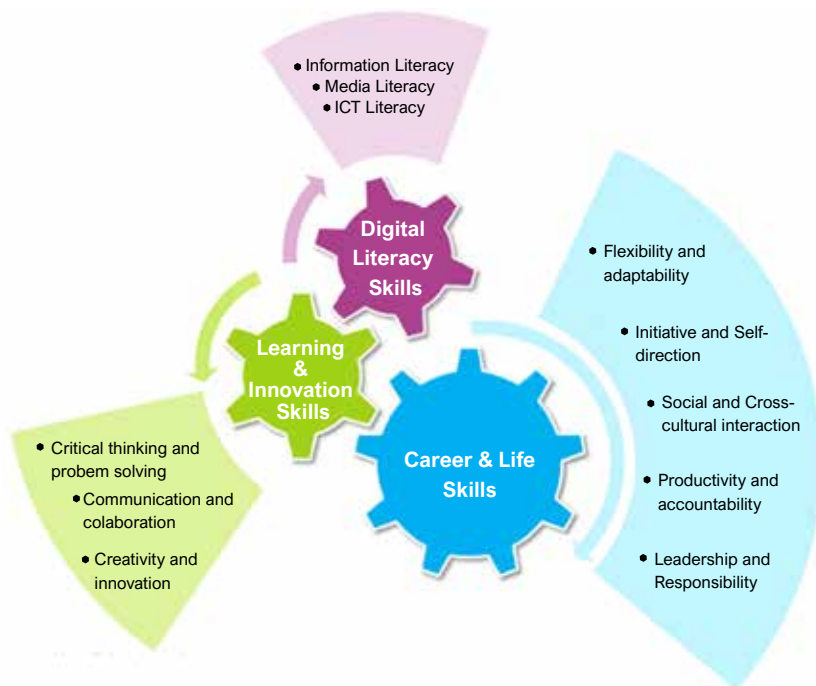 • Information Literacy
• Media Literacy
• ICT Literacy
Digital
Literacy
Skills
Learning
&
Innovation
Skills
• Critical thinking and
probem solving
• Communication and
colaboration
• Creativity and
innovation
Career & Life
Skills
• Flexibility and
adaptability
• Initiative and Self-
direction
• Social and Cross-
cultural interaction
• Productivity and
accountability
• Leadership and
Responsibility